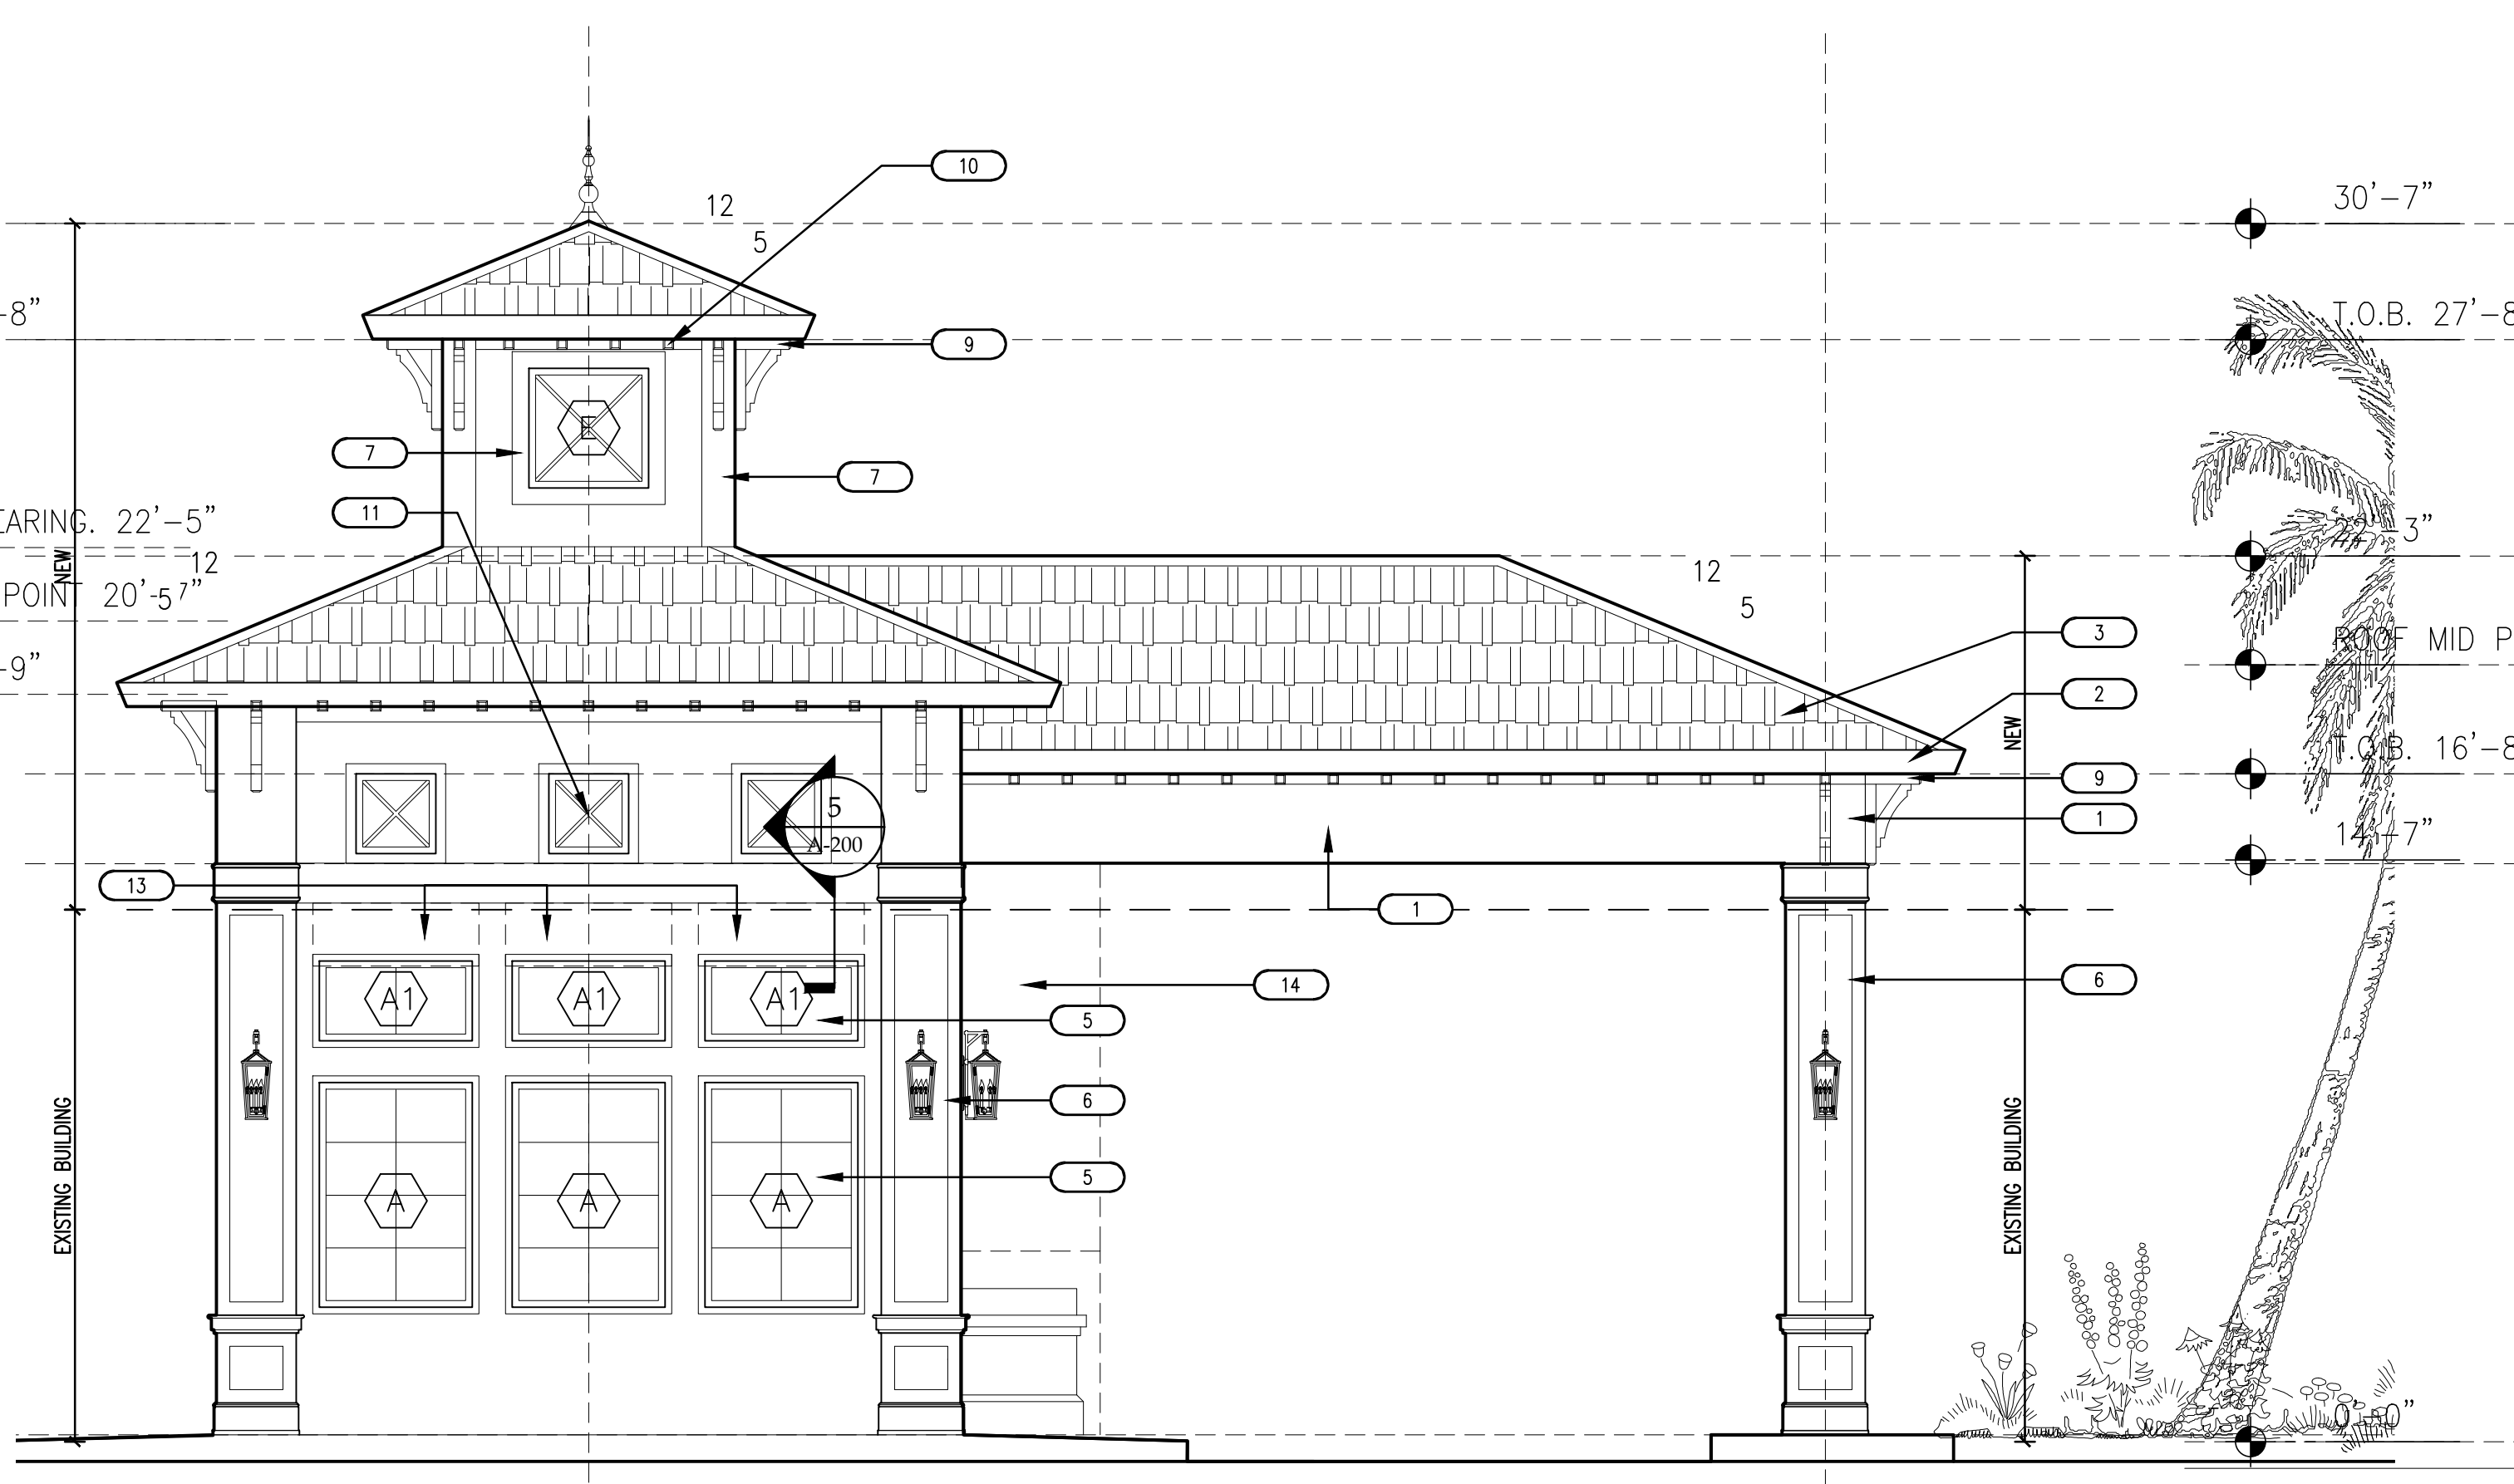 10
12
30'-7"
5
-8"
T.O.B. 27'-8
9
7
7
11
EARING. 22'-5"
22'-3"
12
NEW
12
POINT 20'-5 7"
5
3
ROOF MID P
-9"
2
NEW
T.O.B. 16'-8
9
5
A-200
1
14'-7"
13
1
6
14
A1
A1
A1
5
6
5
EXISTING BUILDING
EXISTING BUILDING
A
A
A
E
0'-0"